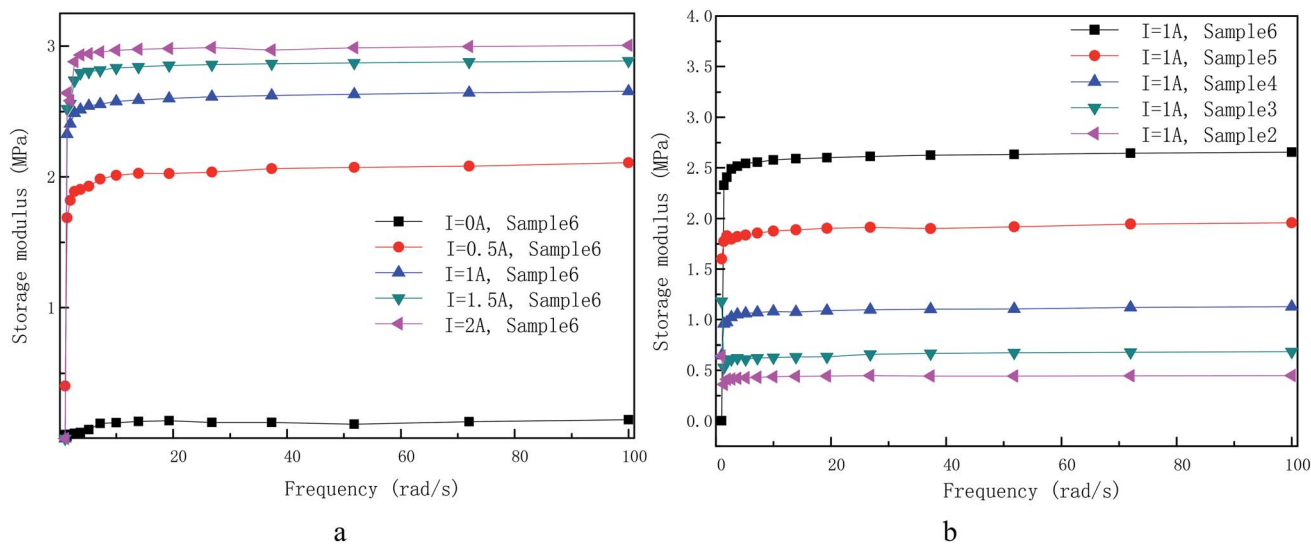 3
2
1
Storage modulus (MPa)
I=0A, Sample6
I=0.5A, Sample6
I=1A, Sample6
I=1.5A, Sample6
I=2A, Sample6
20
40
60
80
100
Frequency (rad/s)
a
4.0
3.5
3.0
2.5
2.0
1.5
1.0
0.5
0.0
Storage modulus (MPa)
I=1A, Sample6
I=1A, Sample5
I=1A, Sample4
I=1A, Sample3
I=1A, Sample2
0
20
40
60
80
100
Frequency (rad/s)
b